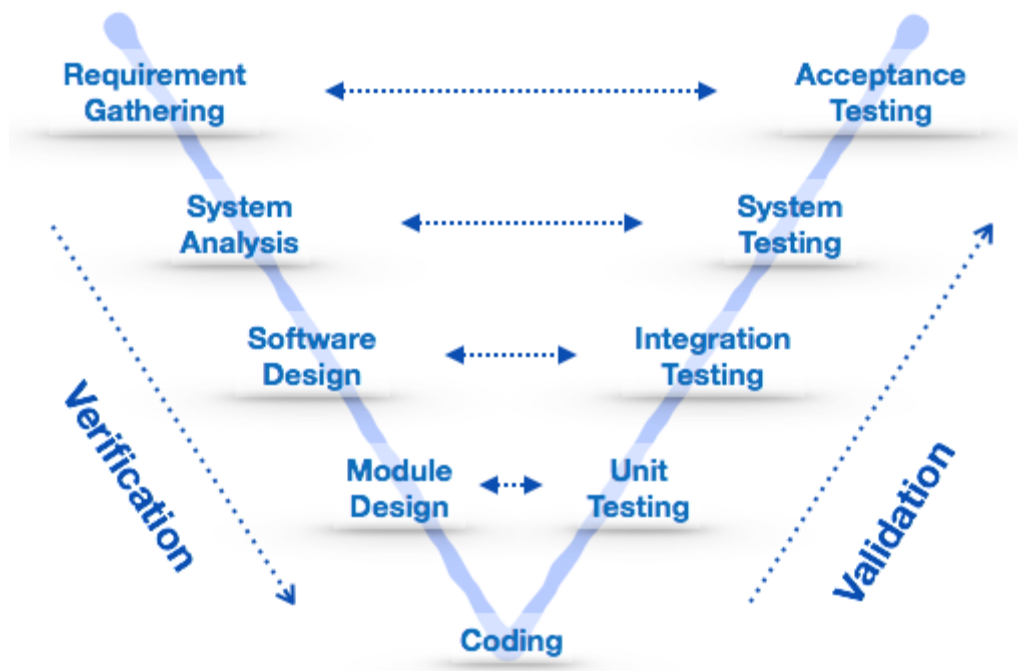 Requirement
Gathering
Acceptance
Testing
System
Analysis
System
Testing
Software
Design
Integration
Testing
Module
Design
Unit
Testing
Coding
Verification
Validation